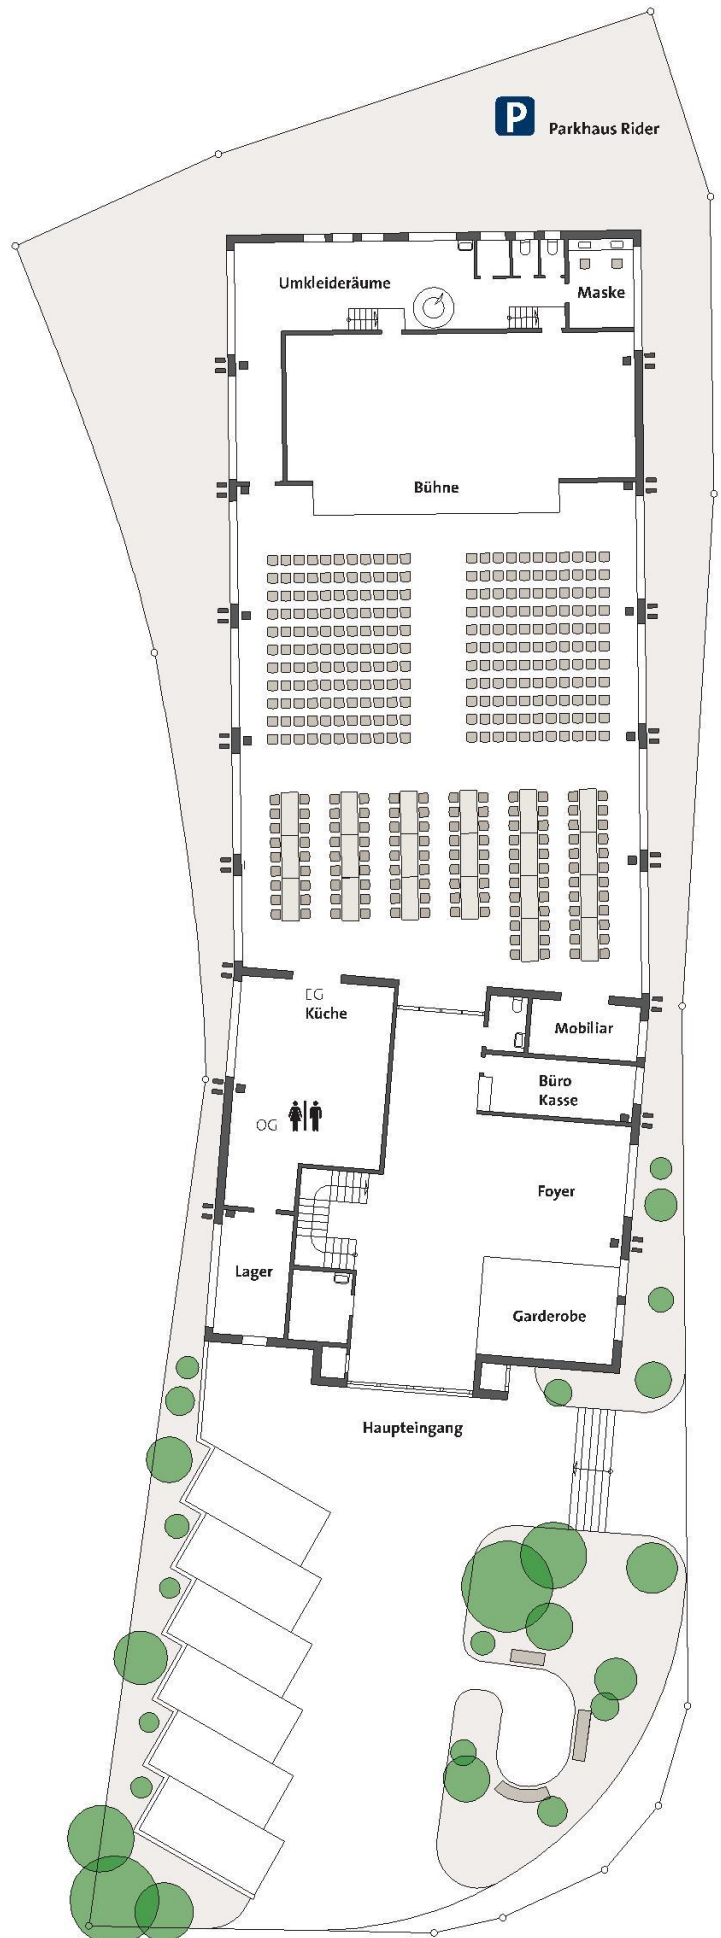 P
Parkhaus Rider
Umkleideräume
Maske
Bühne
EG
Küche
Mobiliar
Büro
Kasse
OG
Foyer
Lager
Garderobe
Haupteingang